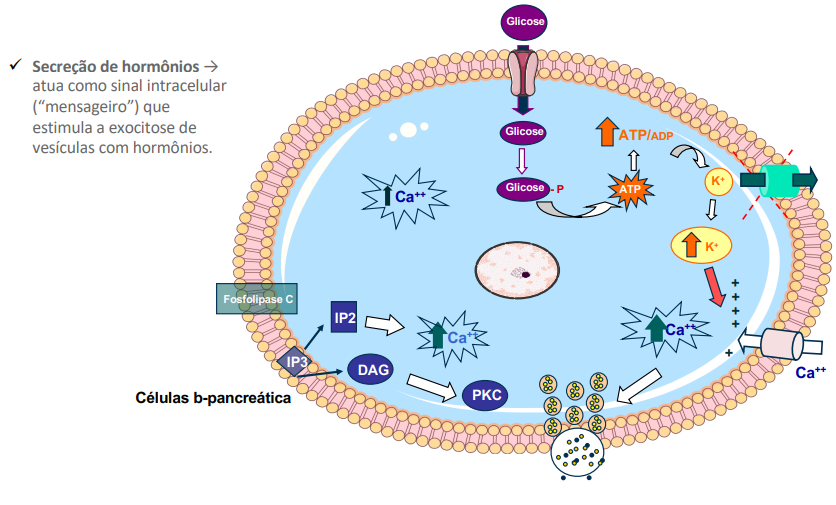 Glicose
✓ Secreção de hormônios →
atua como sinal intracelular
(“mensageiro”) que
estimula a exocitose de
vesículas com hormônios.
Glicose
ATP/ADP
Glicose - P
ATP
K⁺
Ca⁺⁺
K⁺
+
+
+
+
Fosfolipase C
IP2
Ca⁺⁺
Ca⁺⁺
+
IP3
DAG
Ca⁺⁺
PKC
Células b-pancreática